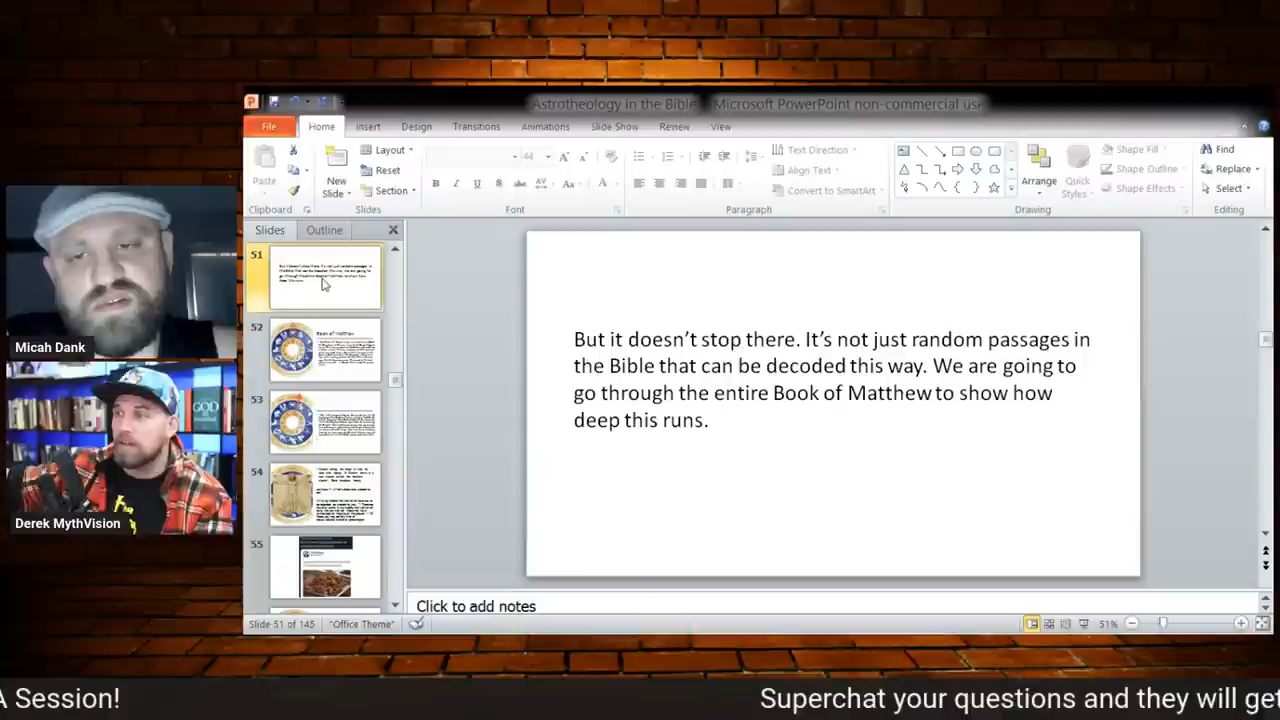 Astrotheology in the Bible - Microsoft PowerPoint non-commercial use
File Home Insert Design Transitions Animations Slide Show Review View
Paste
New
Slide
Layout
Reset
Section
44
Text Direction
Align Text
Convert to SmartArt
Arrange
Quick
Styles
Shape Fill
Shape Outline
Shape Effects
Find
Replace
Select
Clipboard Slides Font Paragraph Drawing Editing
Slides Outline
51
52
Book of Matthew
53
54
55
But it doesn't stop there. It's not just random passages in
the Bible that can be decoded this way. We are going to
go through the entire Book of Matthew to show how
deep this runs.
Click to add notes
Slide 51 of 145 "Office Theme" 51%
Micah Dank
GOD
Derek MythVision
A Session! Superchat your questions and they will get